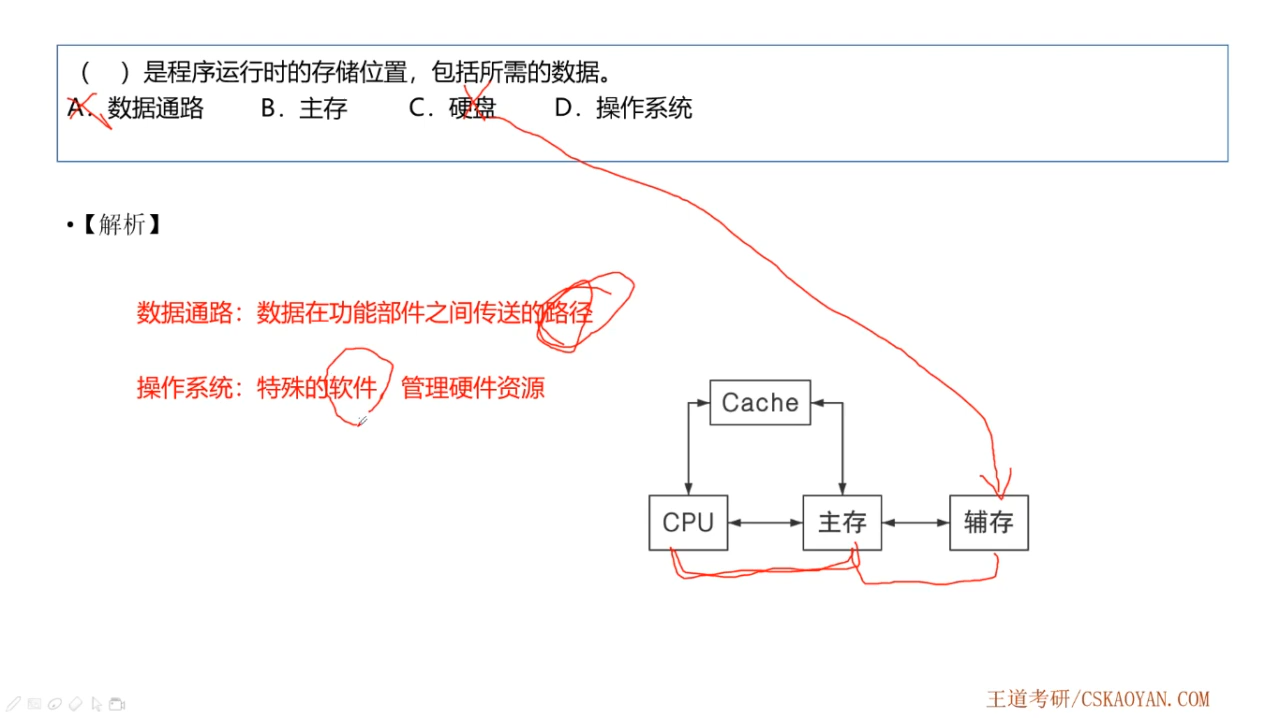 （ ）是程序运行时的存储位置，包括所需的数据。
A．数据通路 B．主存 C．硬盘 D．操作系统
•【解析】
数据通路：数据在功能部件之间传送的路径
操作系统：特殊的软件，管理硬件资源
Cache
CPU 主存 辅存
王道考研/CSKAOYAN.COM